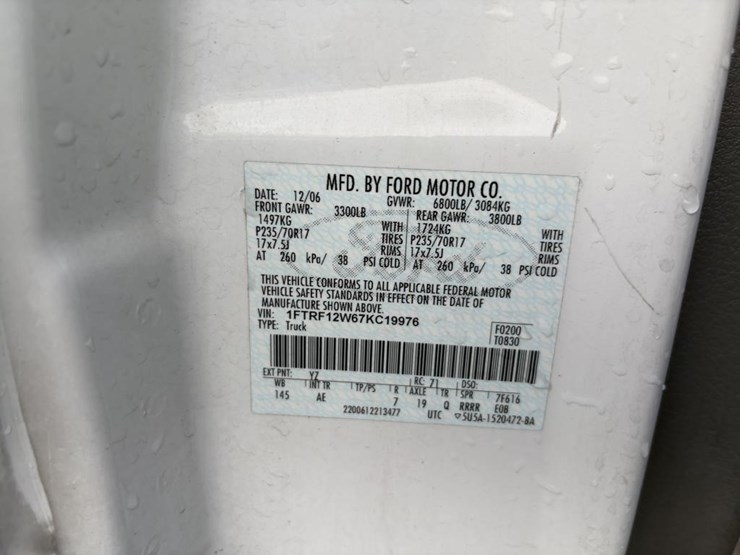 MFD. BY FORD MOTOR CO.
DATE: 12/06 GVWR: 6800LB/ 3084KG
FRONT GAWR: 3300LB REAR GAWR: 3800LB
1497KG WITH 1724KG WITH
P235/70R17 TIRES P235/70R17 TIRES
17x7.5J RIMS 17x7.5J RIMS
AT 260 kPa/ 38 PSI COLD AT 260 kPa/ 38 PSI COLD
THIS VEHICLE CONFORMS TO ALL APPLICABLE FEDERAL MOTOR
VEHICLE SAFETY STANDARDS IN EFFECT ON THE DATE OF
MANUFACTURE SHOWN ABOVE.
VIN: 1FTRF12W67KC19976
TYPE: Truck
F0200
T0830
EXT PNT: YZ RC: 71 DSO:
WB INT TR TP/PS R AXLE TR SPR 7F616
145 AE 7 19 Q RRRR E0B
2200612213477 UTC 5U5A-1520472-BA